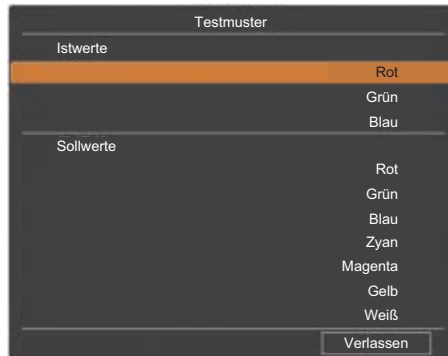 Testmuster
Istwerte
Rot
Grün
Blau
Sollwerte
Rot
Grün
Blau
Zyan
Magenta
Gelb
Weiß
Verlassen